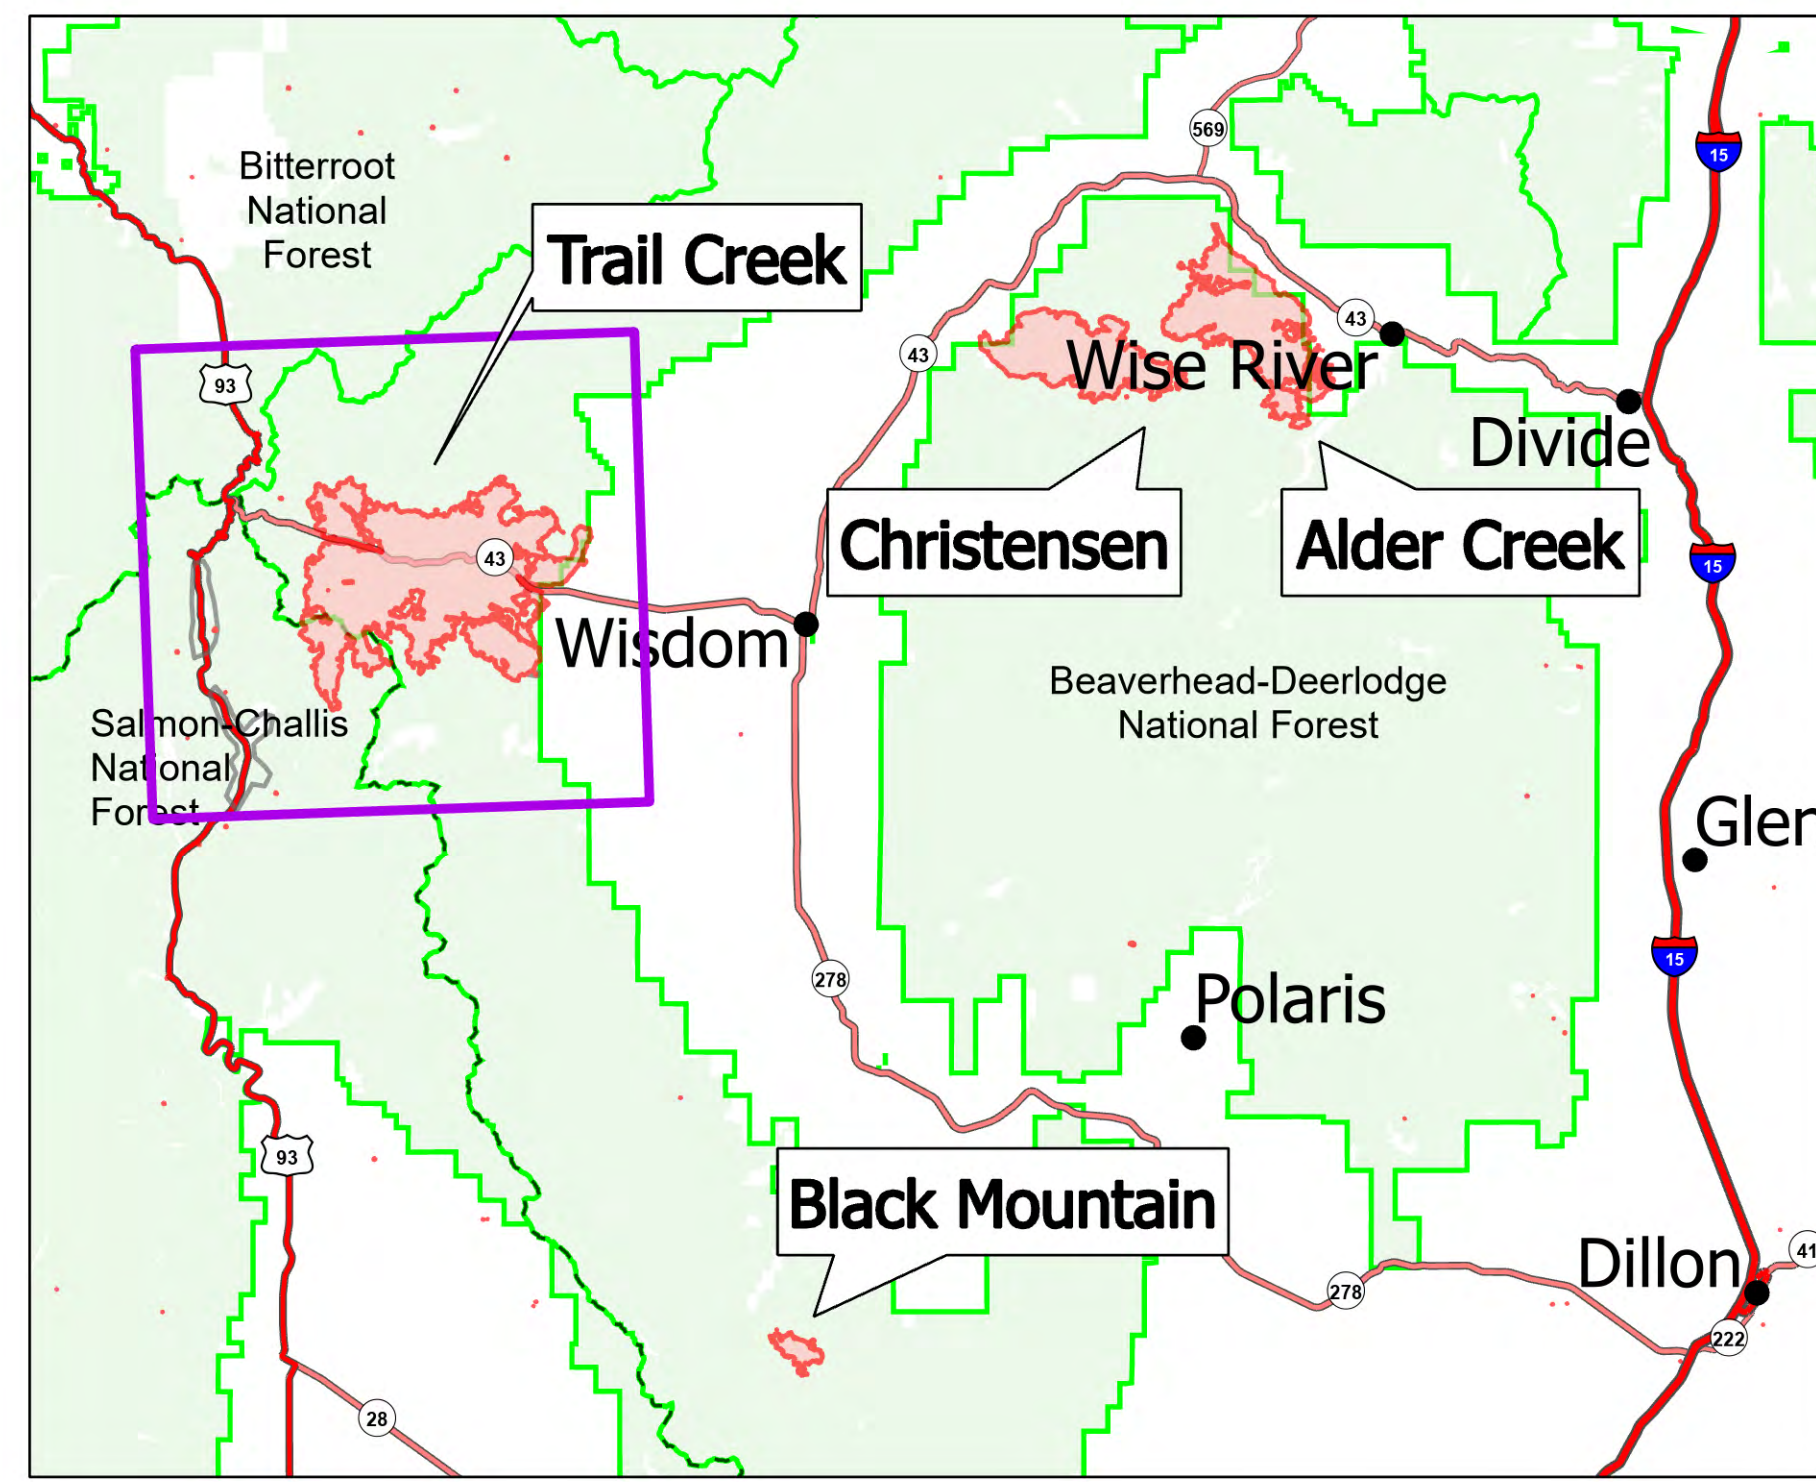 569
15
Bitterroot
National
Forest
Trail Creek
43
43
93
Wise River
Divide
Christensen
Alder Creek
43
15
Wisdom
Beaverhead-Deerlodge
National Forest
Salmon-Challis
National
Forest
Glen
15
278
Polaris
93
Black Mountain
Dillon
41
278
222
28